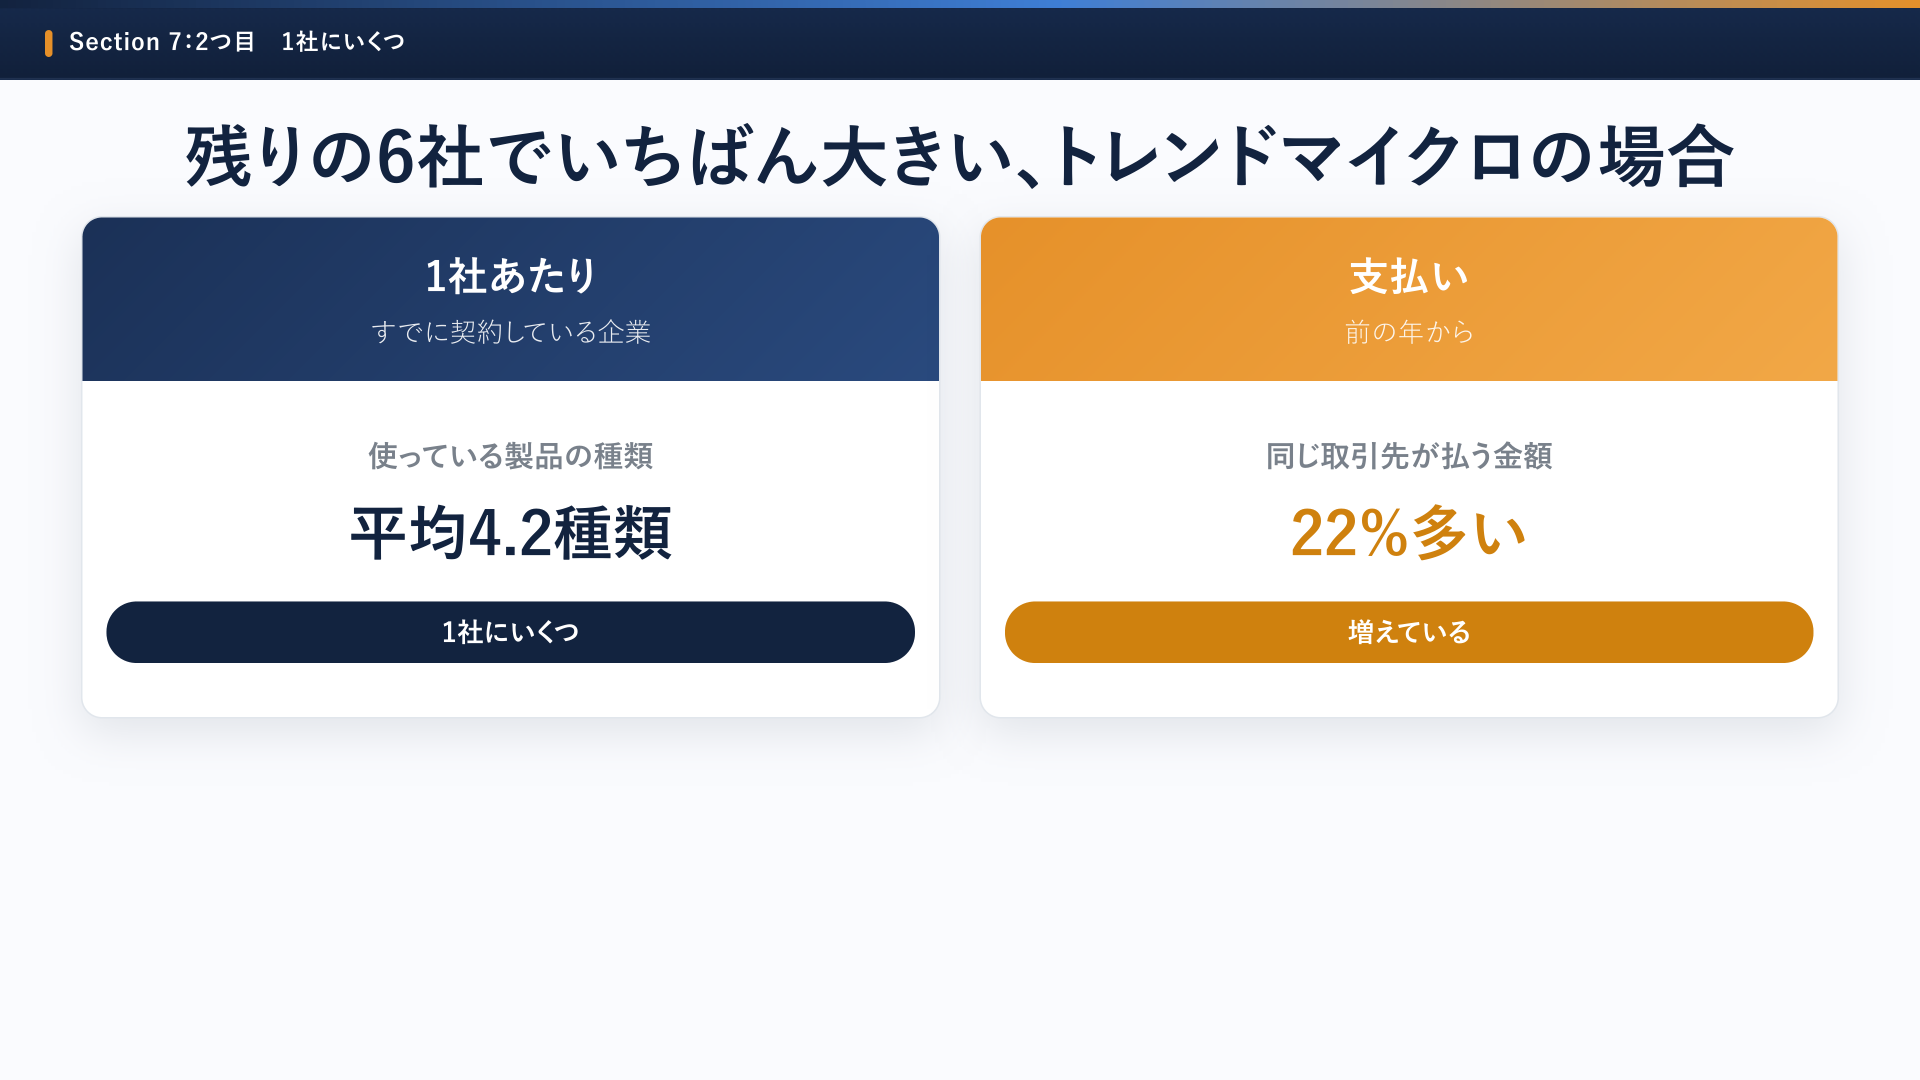 Section 7：2つ目　1社にいくつ
残りの6社でいちばん大きい、トレンドマイクロの場合
1社あたり
すでに契約している企業
使っている製品の種類
平均4.2種類
1社にいくつ
支払い
前の年から
同じ取引先が払う金額
22%多い
増えている